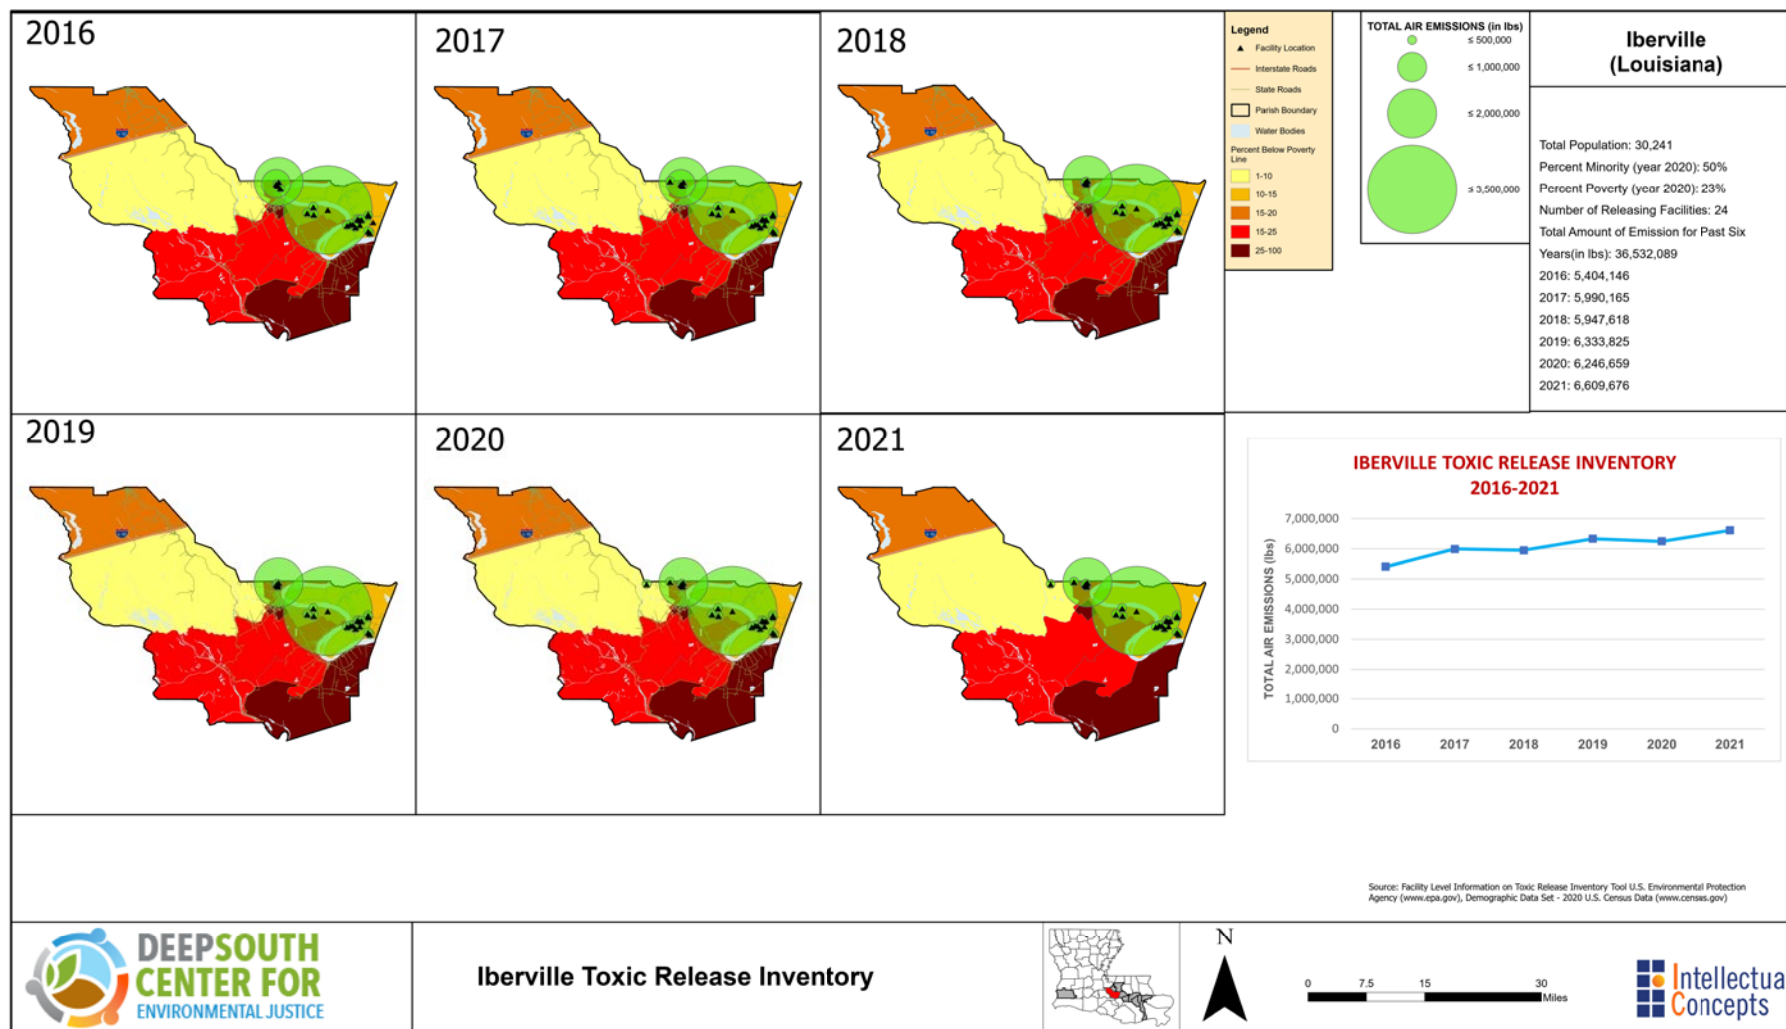 2016
2017
2018
Legend
Facility Location
Interstate Roads
State Roads
Parish Boundary
Water Bodies
Percent Below Poverty
Line
1-10
10-15
15-20
15-25
25-100
TOTAL AIR EMISSIONS (in lbs)
≤ 500,000
≤ 1,000,000
≤ 2,000,000
≤ 3,500,000
Iberville
(Louisiana)
Total Population: 30,241
Percent Minority (year 2020): 50%
Percent Poverty (year 2020): 23%
Number of Releasing Facilities: 24
Total Amount of Emission for Past Six
Years(in lbs): 36,532,089
2016: 5,404,146
2017: 5,990,165
2018: 5,947,618
2019: 6,333,825
2020: 6,246,659
2021: 6,609,676
2019
2020
2021
IBERVILLE TOXIC RELEASE INVENTORY
2016-2021
TOTAL AIR EMISSIONS (lbs)
7,000,000
6,000,000
5,000,000
4,000,000
3,000,000
2,000,000
1,000,000
0
2016 2017 2018 2019 2020 2021
Source: Facility Level Information on Toxic Release Inventory Tool U.S. Environmental Protection
Agency (www.epa.gov), Demographic Data Set - 2020 U.S. Census Data (www.census.gov)
DEEPSOUTH
CENTER FOR
ENVIRONMENTAL JUSTICE
Iberville Toxic Release Inventory
N
0 7.5 15 30
Miles
Intellectua
Concepts